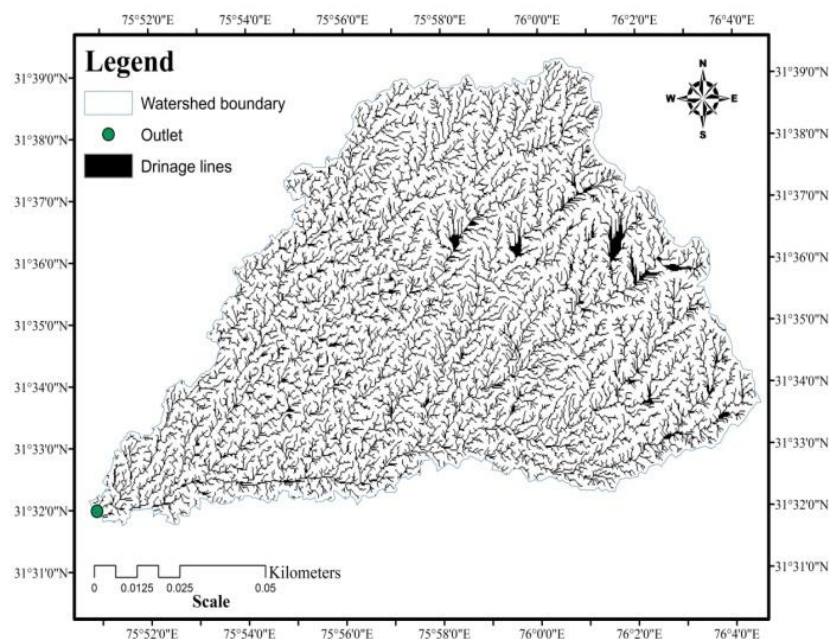 75°52'0"E 75°54'0"E 75°56'0"E 75°58'0"E 76°0'0"E 76°2'0"E 76°4'0"E
Legend
Watershed boundary
Outlet
Drinage lines
N
W E
S
31°39'0"N 31°39'0"N
31°38'0"N 31°38'0"N
31°37'0"N 31°37'0"N
31°36'0"N 31°36'0"N
31°35'0"N 31°35'0"N
31°34'0"N 31°34'0"N
31°33'0"N 31°33'0"N
31°32'0"N 31°32'0"N
31°31'0"N 31°31'0"N
Kilometers
0 0.0125 0.025 0.05
Scale
75°52'0"E 75°54'0"E 75°56'0"E 75°58'0"E 76°0'0"E 76°2'0"E 76°4'0"E